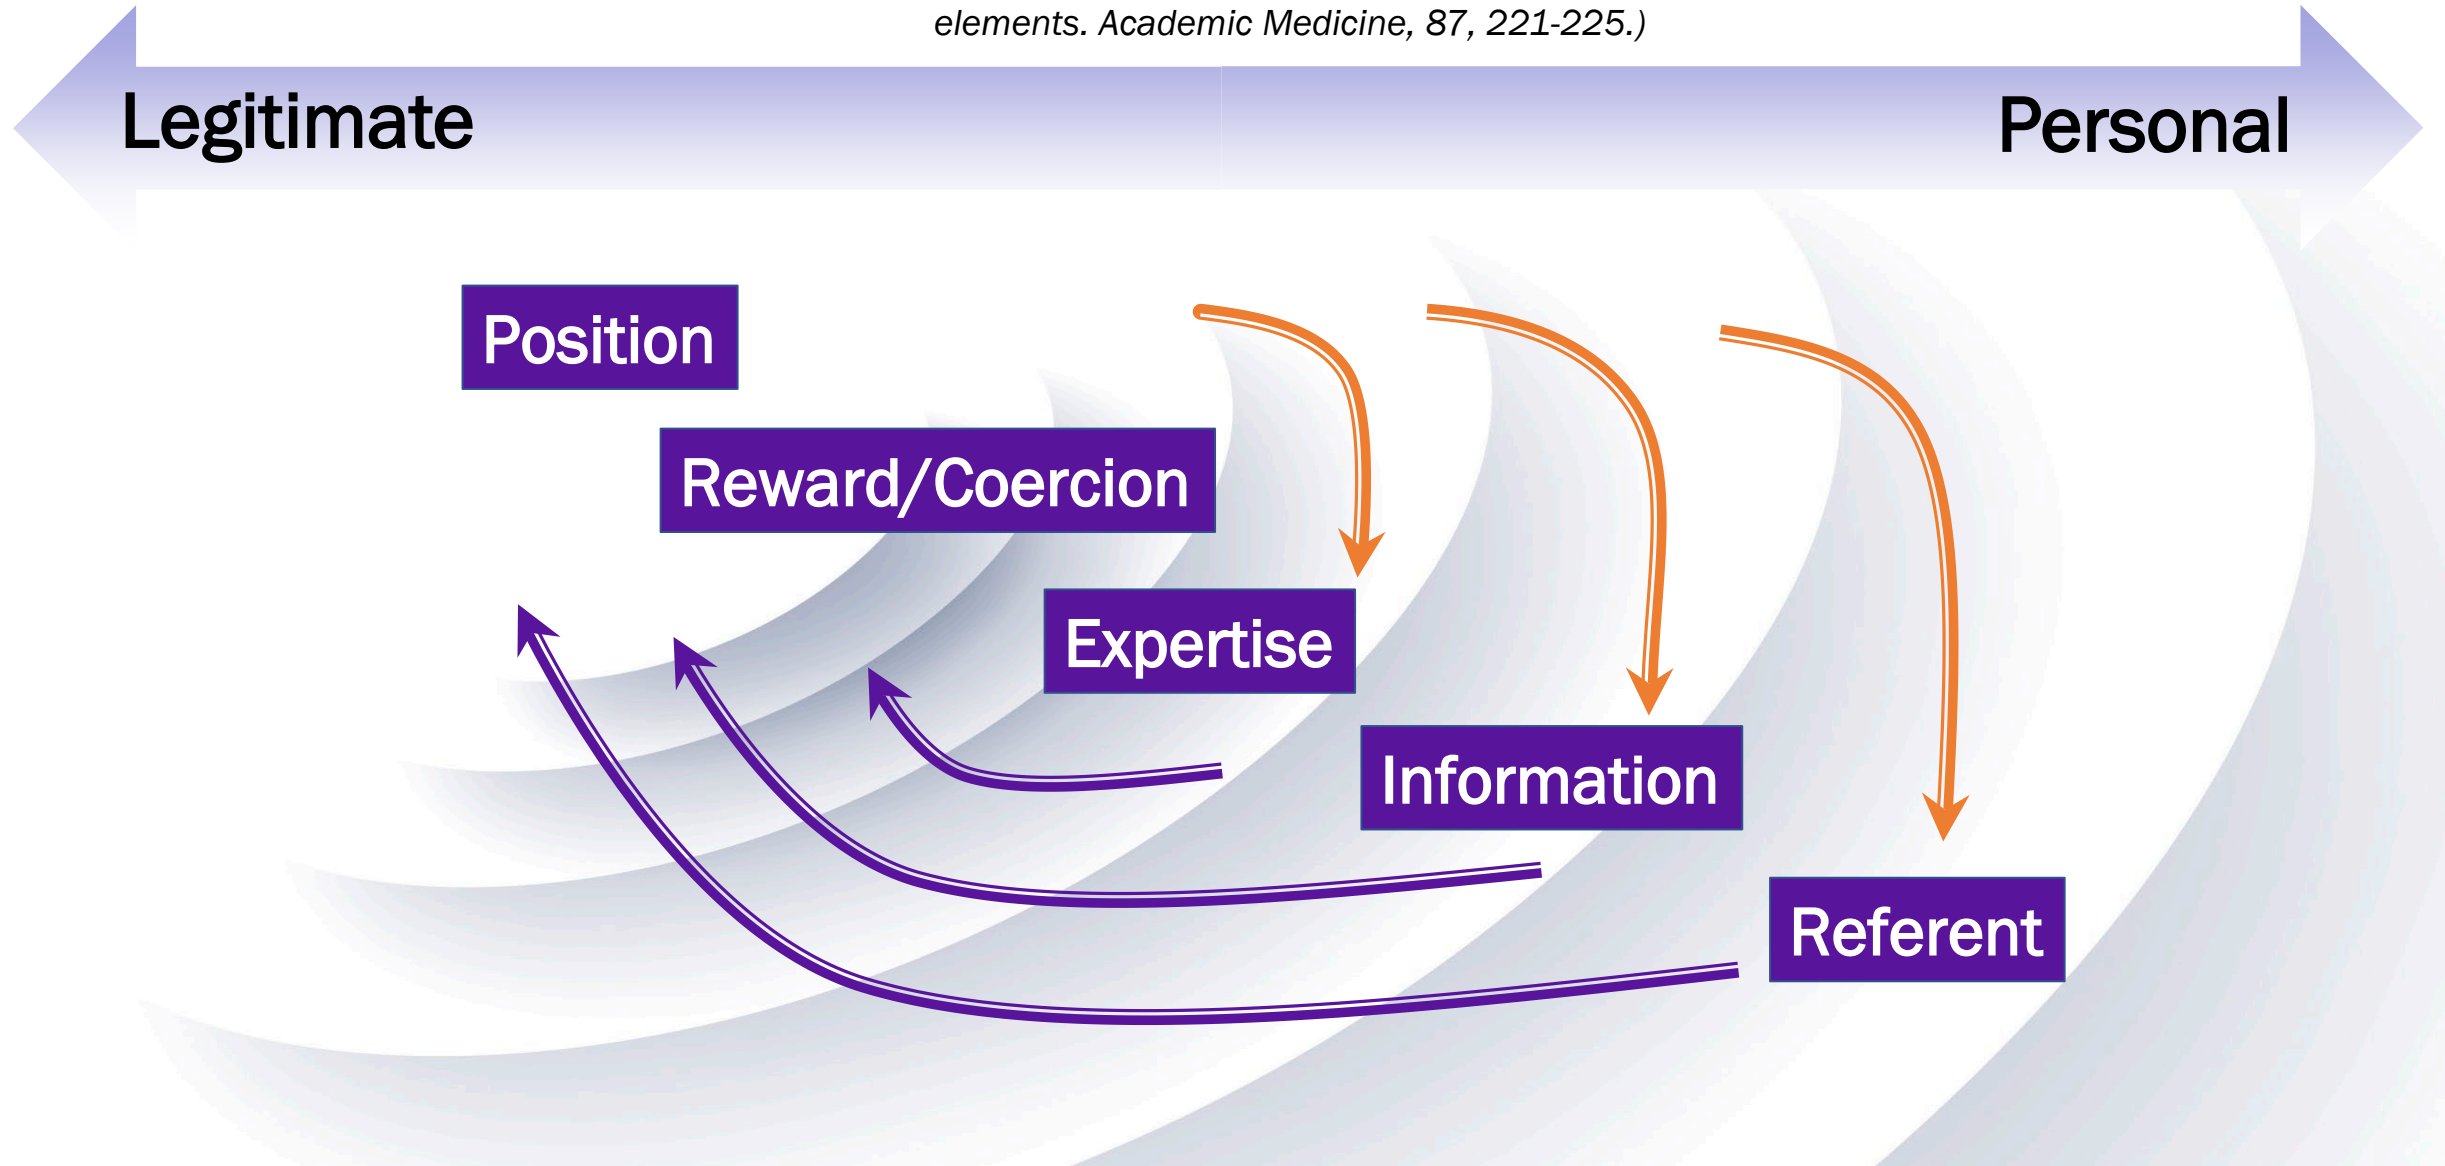 elements. Academic Medicine, 87, 221-225.)
Legitimate
Personal
Position
Reward/Coercion
Expertise
Information
Referent